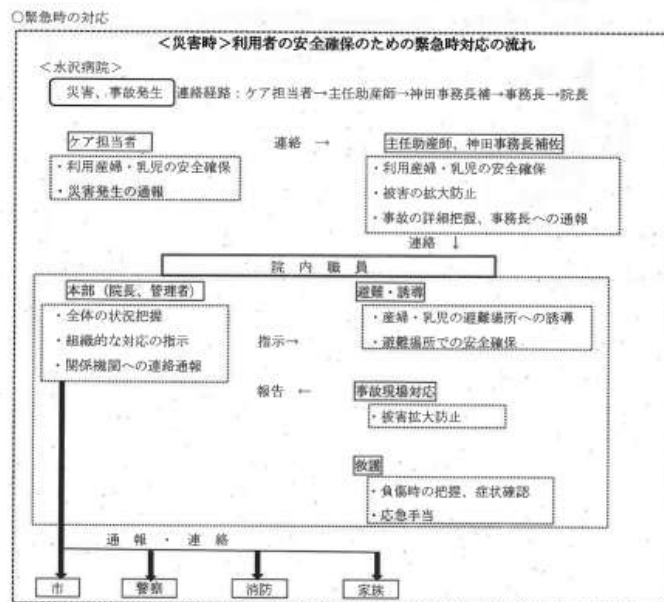 ○緊急時の対応
＜災害時＞利用者の安全確保のための緊急時対応の流れ
＜水沢病院＞
災害、事故発生 連絡経路：ケア担当者→主任助産師→神田事務長補→事務長→院長
ケア担当者 連絡 → 主任助産師、神田事務長補佐
・利用産婦・乳児の安全確保
・災害発生の通報
・利用産婦・乳児の安全確保
・被害の拡大防止
・事故の詳細把握、事務長への通報
連絡 ↓
院内職員
本部（院長、管理者）
・全体の状況把握
・組織的な対応の指示
・関係機関への連絡通報
指示→
報告 ←
避難・誘導
・産婦・乳児の避難場所への誘導
・避難場所での安全確保
事故現場対応
・被害拡大防止
救護
・負傷時の把握、症状確認
・応急手当
通報・連絡
市 警察 消防 家族